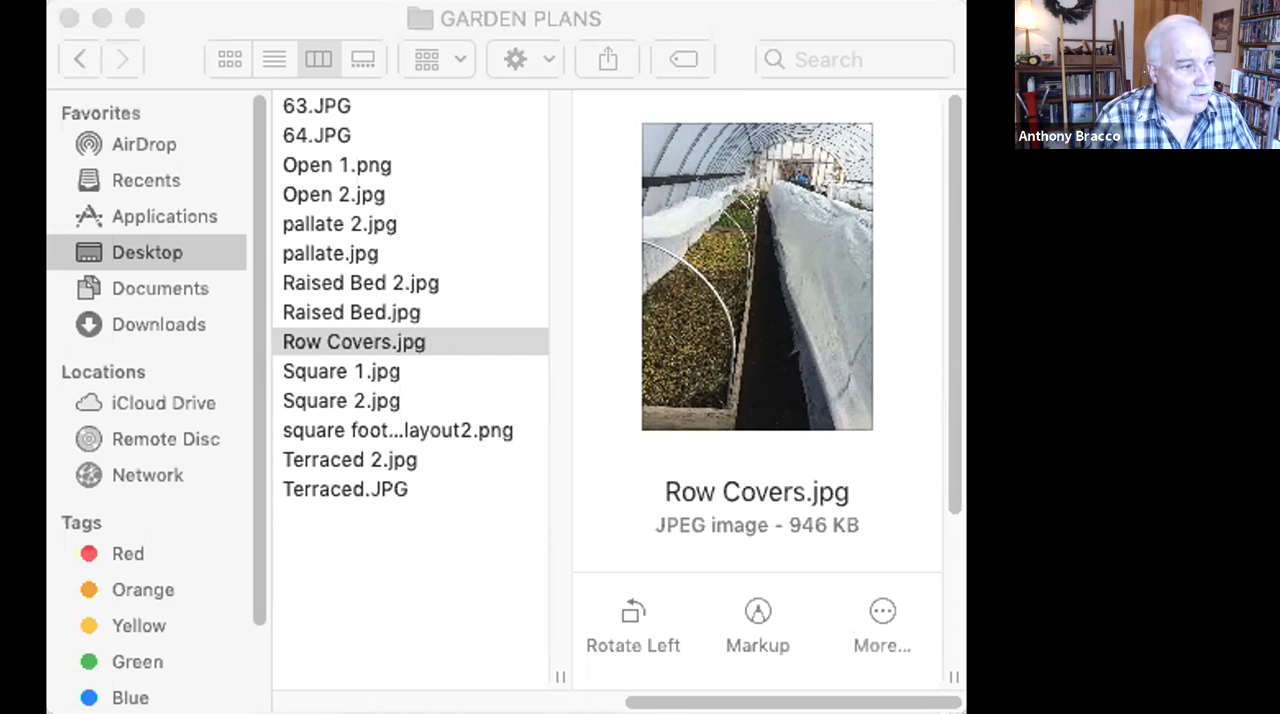 GARDEN PLANS
Search
Favorites
AirDrop
Recents
Applications
Desktop
Documents
Downloads
Locations
iCloud Drive
Remote Disc
Network
Tags
Red
Orange
Yellow
Green
Blue
63.JPG
64.JPG
Open 1.png
Open 2.jpg
pallate 2.jpg
pallate.jpg
Raised Bed 2.jpg
Raised Bed.jpg
Row Covers.jpg
Square 1.jpg
Square 2.jpg
square foot...layout2.png
Terraced 2.jpg
Terraced.JPG
Row Covers.jpg
JPEG image - 946 KB
Rotate Left
Markup
More...
Anthony Bracco